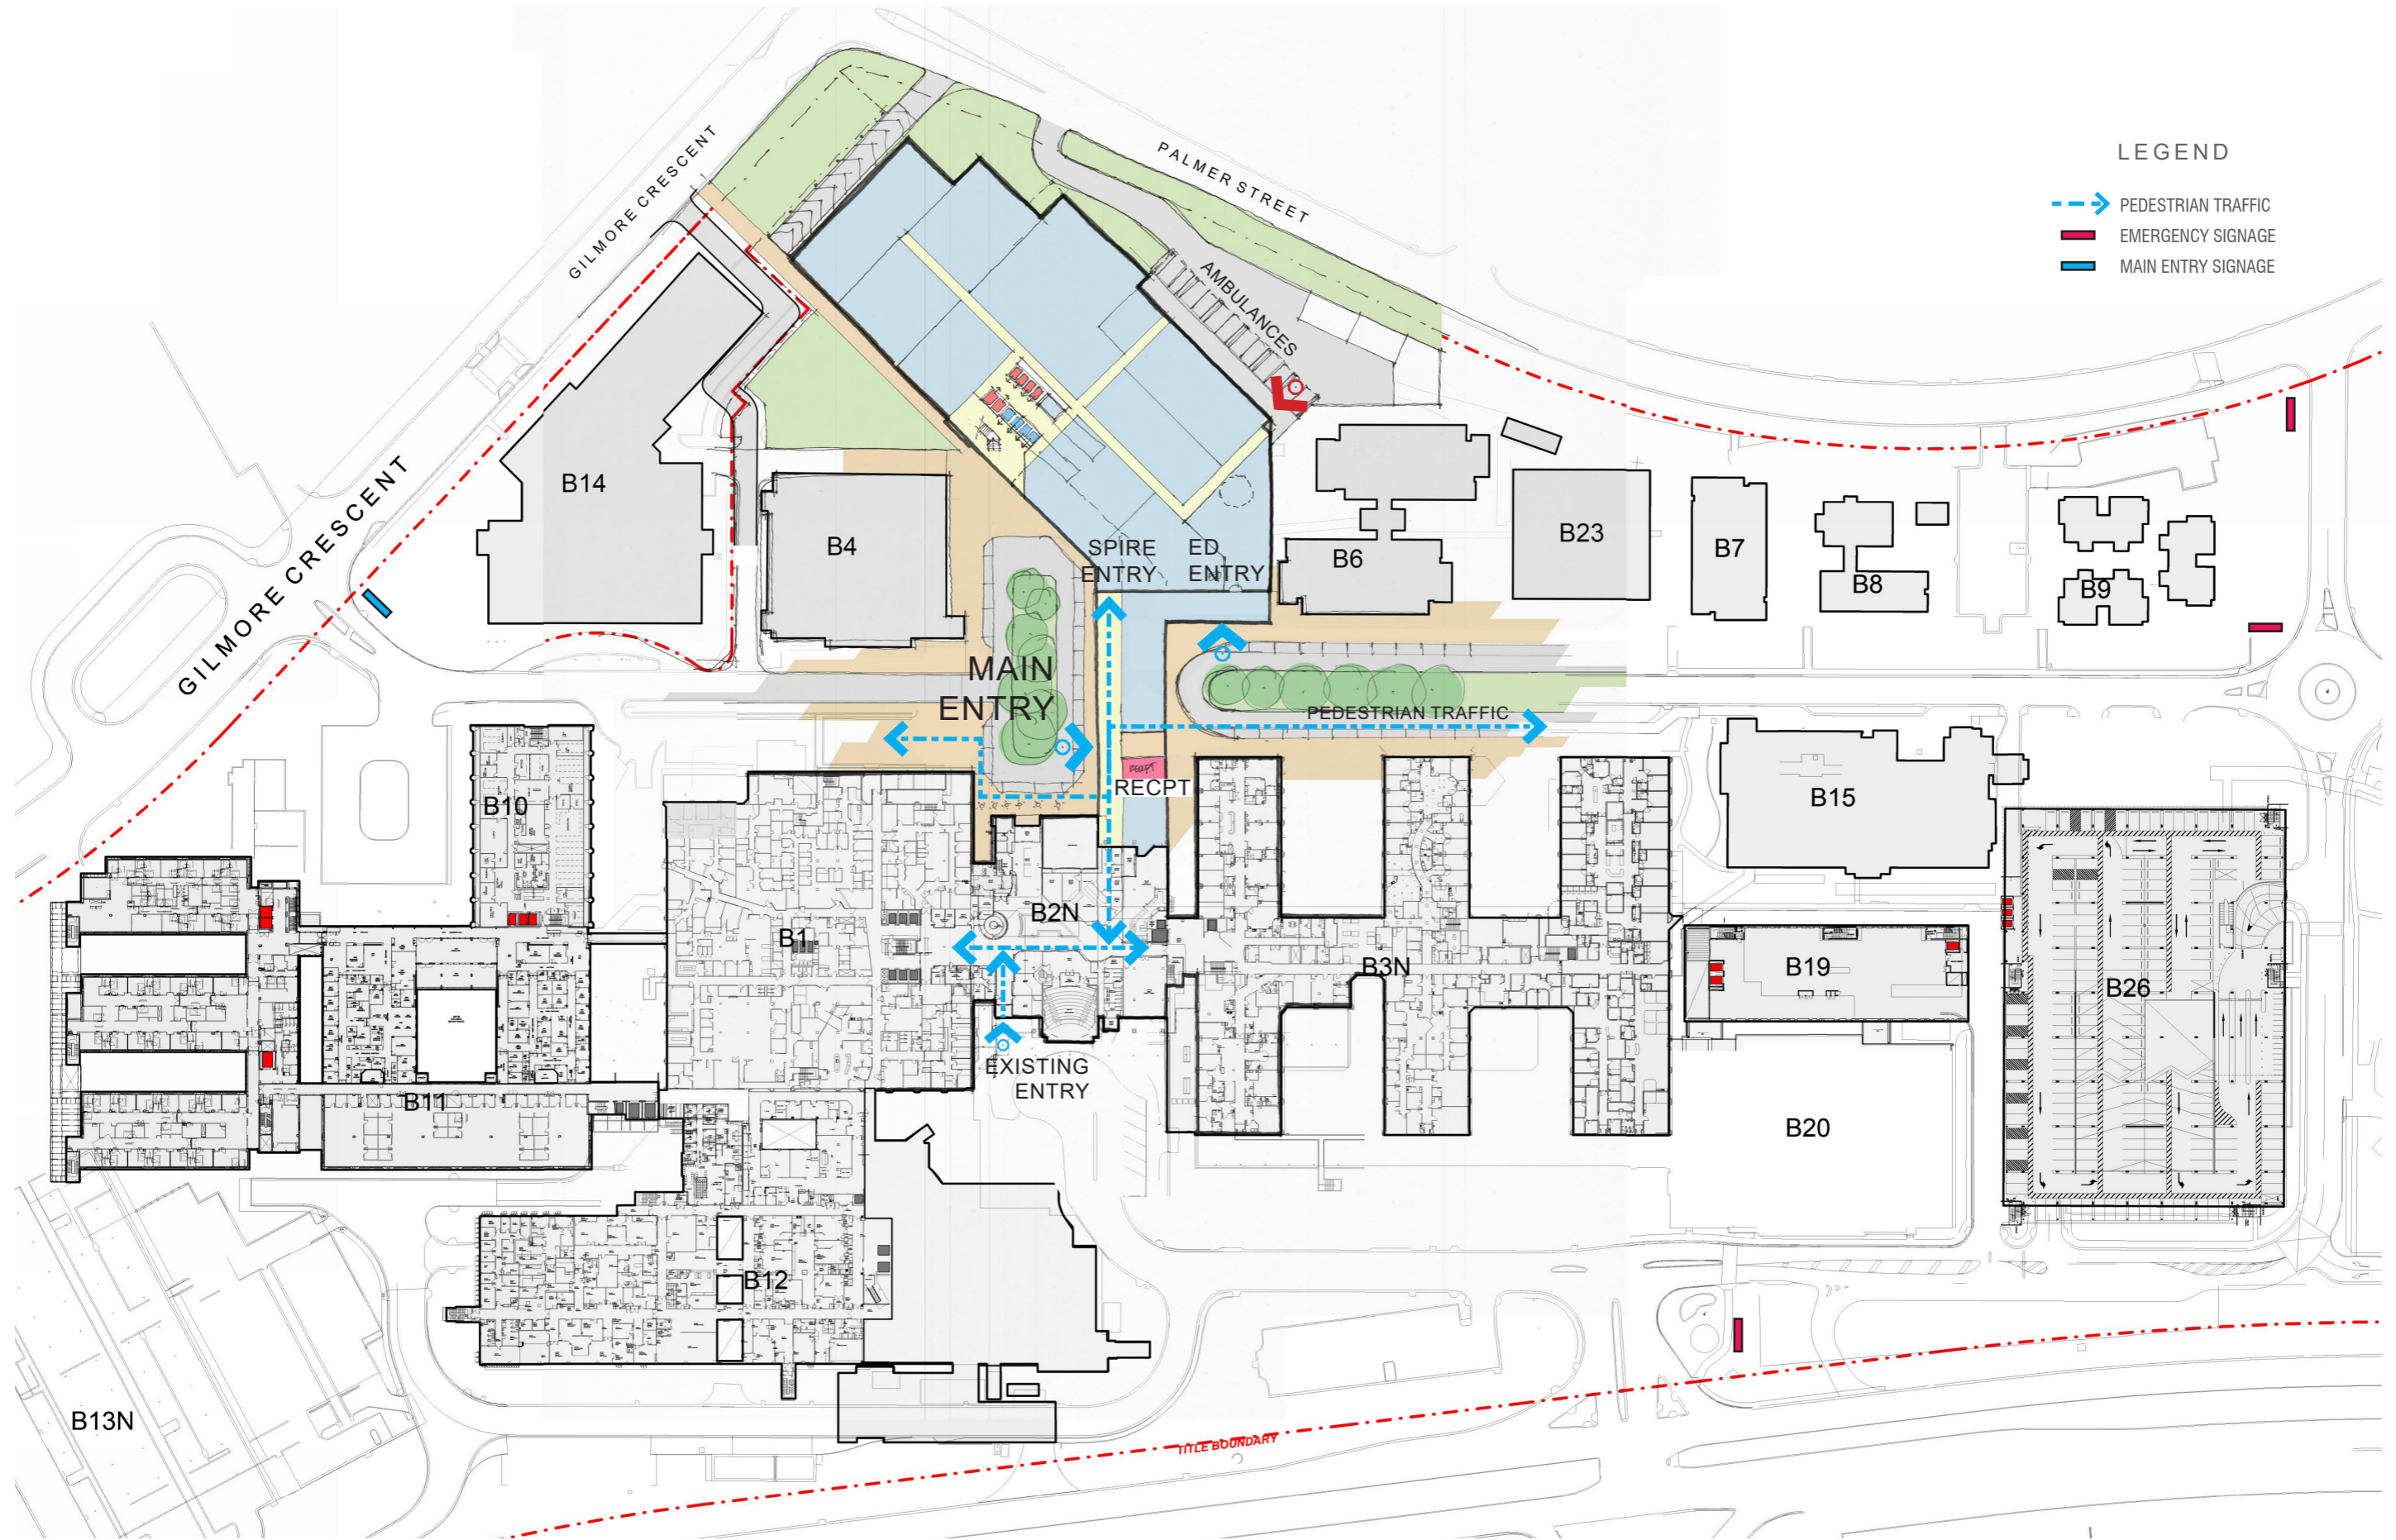 LEGEND
PEDESTRIAN TRAFFIC
EMERGENCY SIGNAGE
MAIN ENTRY SIGNAGE
GILMORE CRESCENT
PALMER STREET
AMBULANCES
GILMORE CRESCENT
B14
B4
SPIRE
ENTRY
ED
ENTRY
B6
B23
B7
B8
B9
MAIN
ENTRY
PEDESTRIAN TRAFFIC
RECPT
RECPT
B10
B15
B1
B2N
B3N
B19
B26
EXISTING
ENTRY
B11
B20
B12
B13N
TITLE BOUNDARY